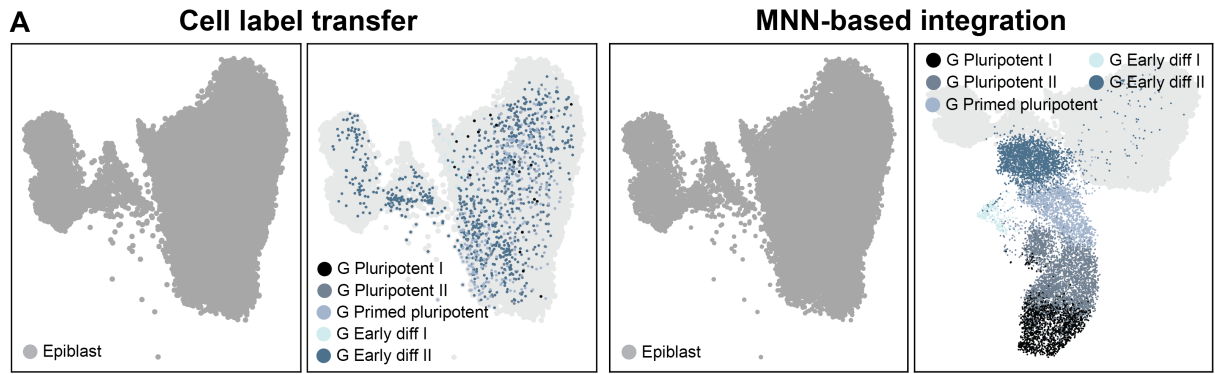 A
Cell label transfer
MNN-based integration
Epiblast
G Pluripotent I
G Pluripotent II
G Primed pluripotent
G Early diff I
G Early diff II
Epiblast
G Pluripotent I
G Pluripotent II
G Primed pluripotent
G Early diff I
G Early diff II